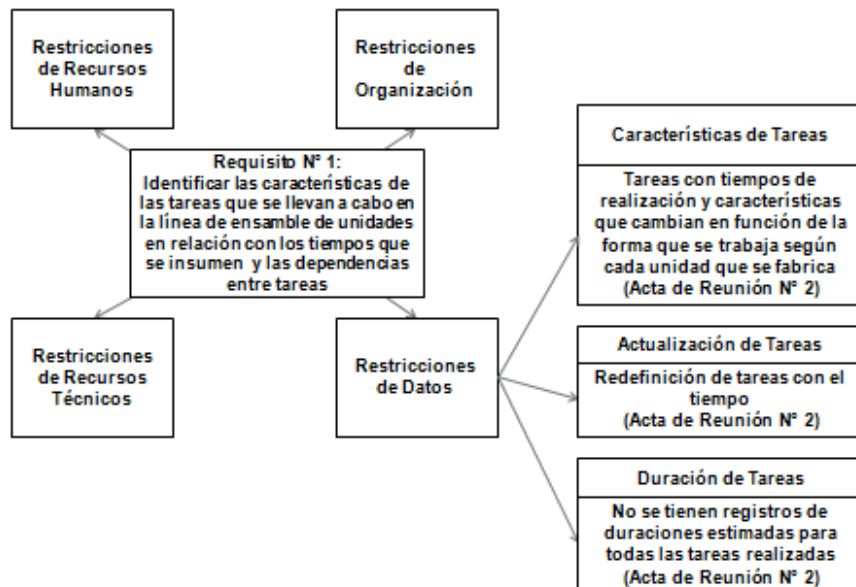 Restricciones
de Recursos
Humanos
Restricciones
de
Organización
Requisito N° 1:
Identificar las características de
las tareas que se llevan a cabo en
la línea de ensamble de unidades
en relación con los tiempos que
se insumen y las dependencias
entre tareas
Restricciones
de Recursos
Técnicos
Restricciones
de Datos
Características de Tareas
Tareas con tiempos de
realización y características
que cambian en función de la
forma que se trabaja según
cada unidad que se fabrica
(Acta de Reunión N° 2)
Actualización de Tareas
Redefinición de tareas con el
tiempo
(Acta de Reunión N° 2)
Duración de Tareas
No se tienen registros de
duraciones estimadas para
todas las tareas realizadas
(Acta de Reunión N° 2)